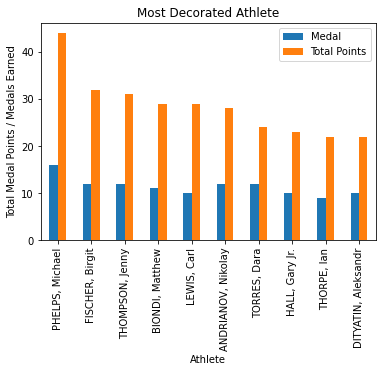 Most Decorated Athlete
Total Medal Points / Medals Earned
40
30
20
10
0
Medal
Total Points
PHELPS, Michael
FISCHER, Birgit
THOMPSON, Jenny
BIONDI, Matthew
LEWIS, Carl
ANDRIANOV, Nikolay
TORRES, Dara
HALL, Gary Jr.
THORPE, Ian
DITYATIN, Aleksandr
Athlete